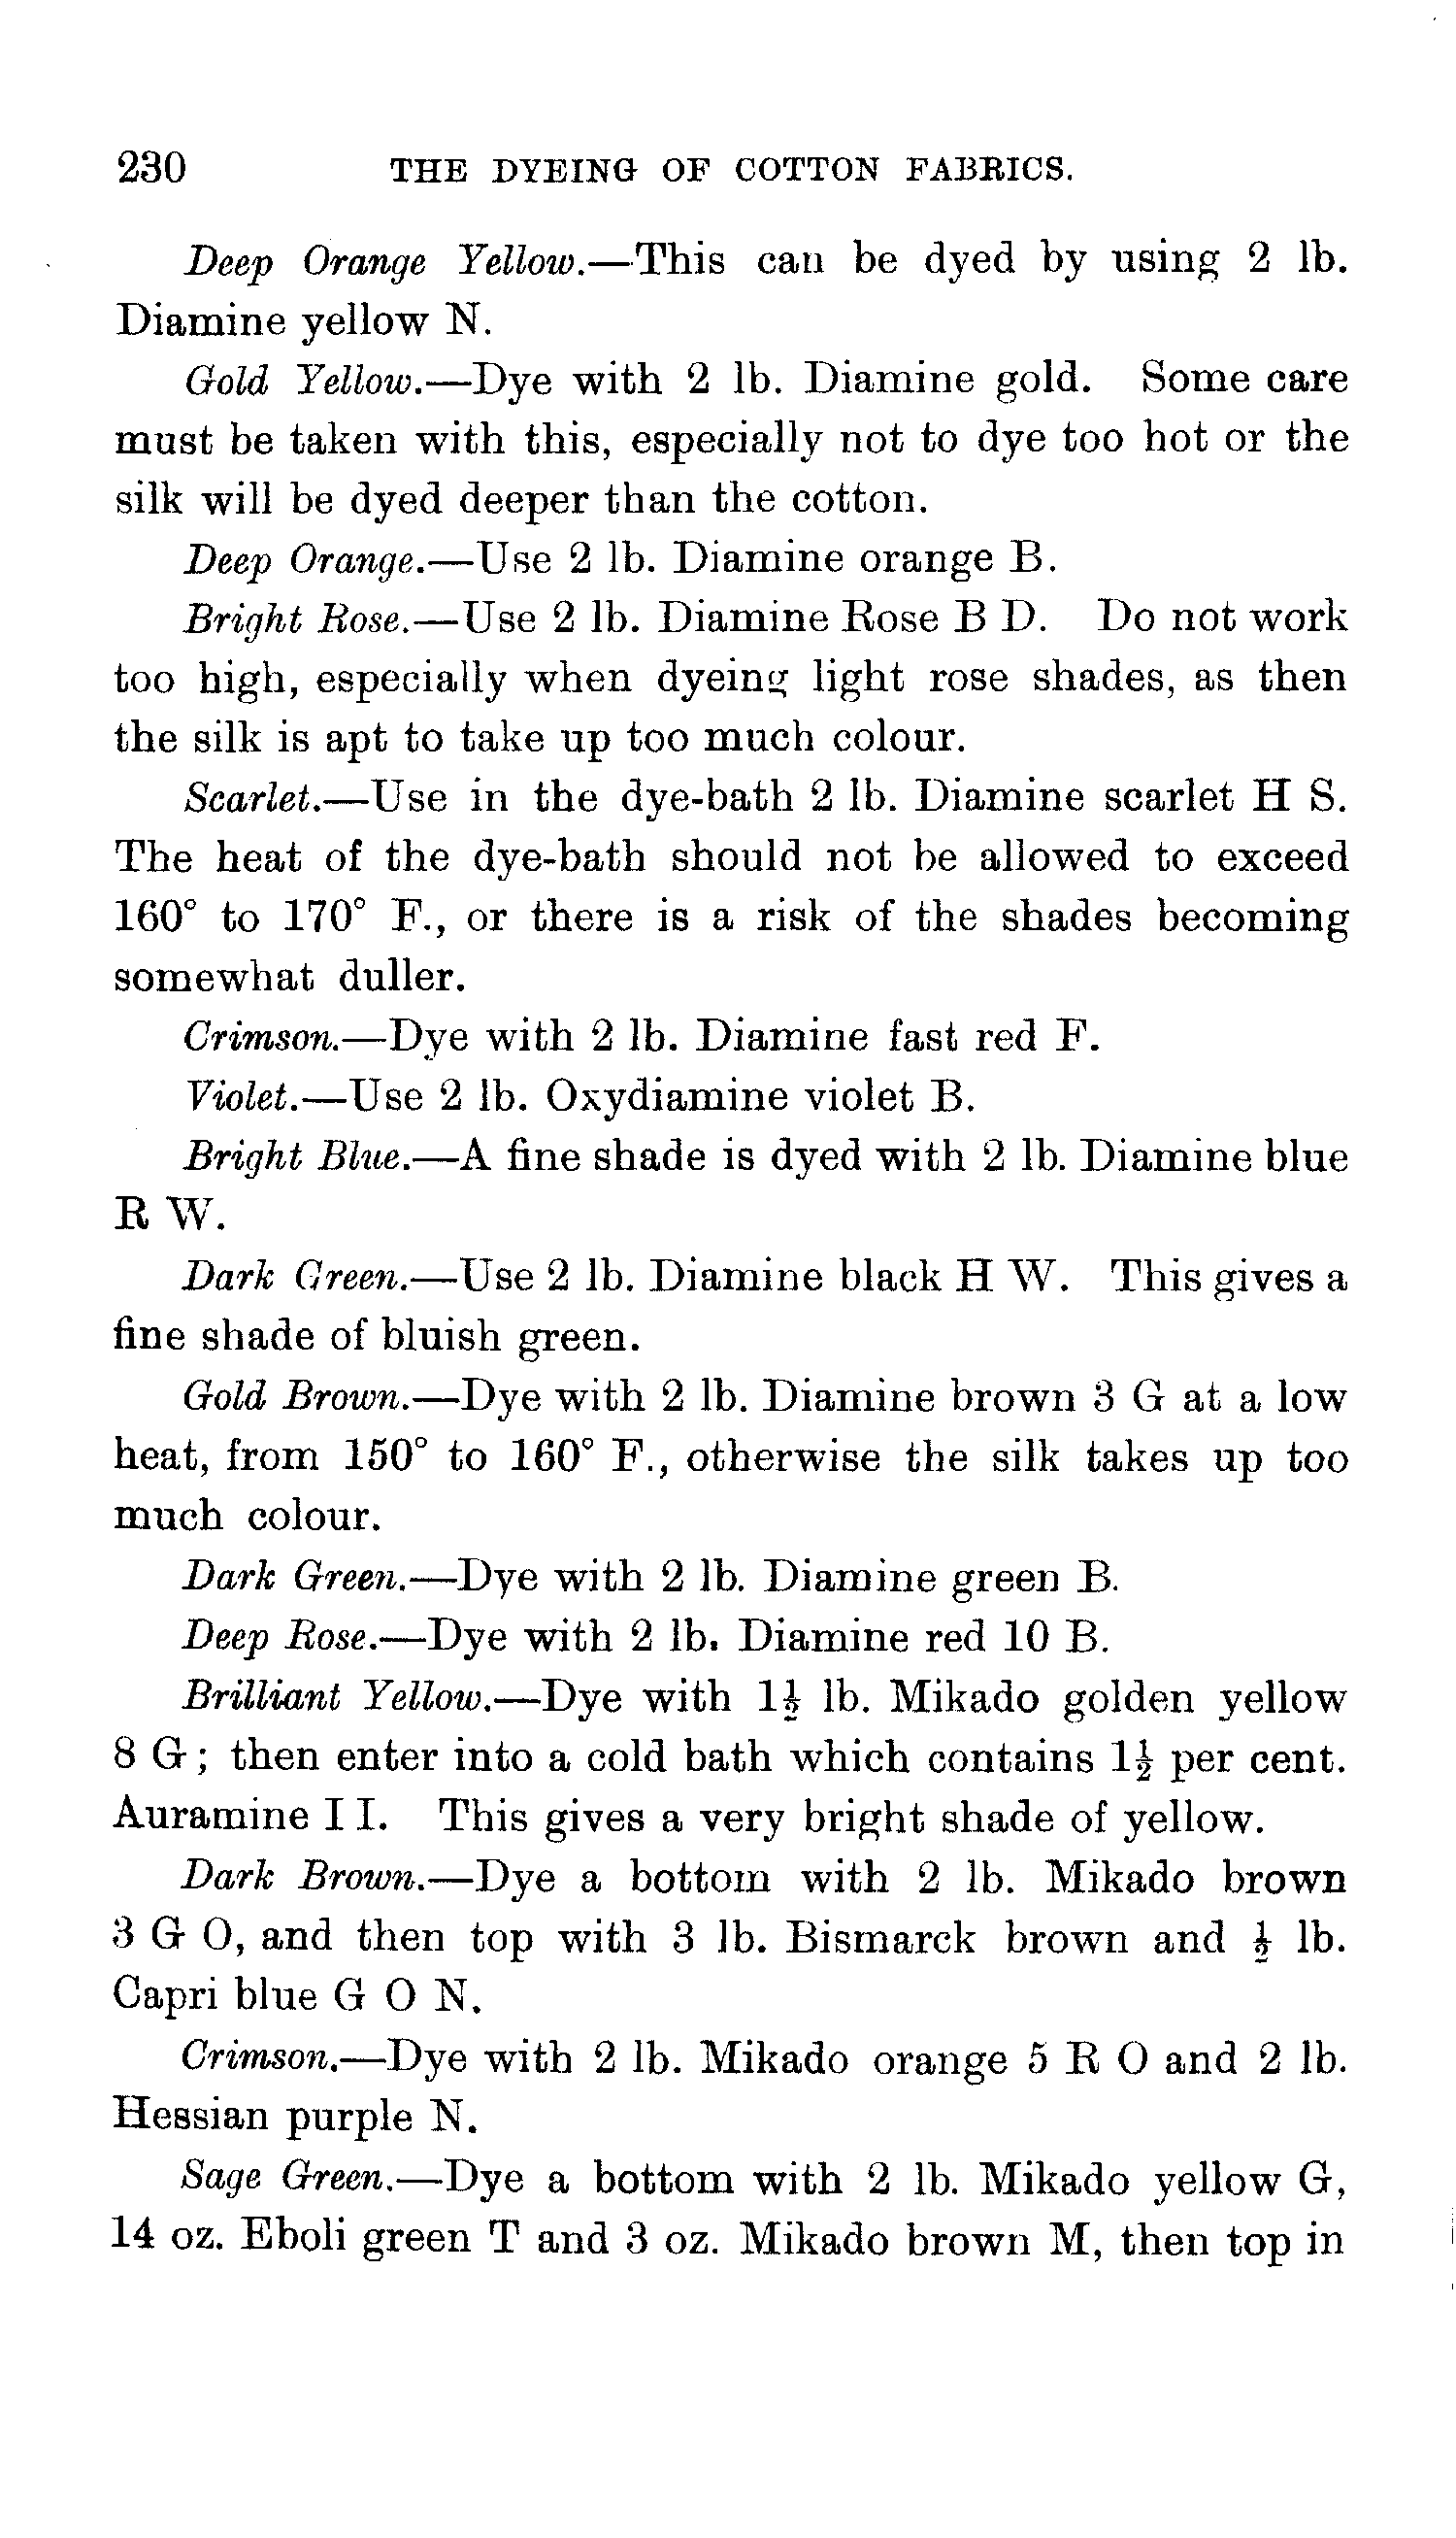 230 THE DYEING OF COTTON FABRICS.
Deep Orange Yellow.—This can be dyed by using 2 lb.
Diamine yellow N.
Gold Yellow.—Dye with 2 lb. Diamine gold. Some care
must be taken with this, especially not to dye too hot or the
silk will be dyed deeper than the cotton.
Deep Orange.—Use 2 lb. Diamine orange B.
Bright Rose.—Use 2 lb. Diamine Rose B D. Do not work
too high, especially when dyeing light rose shades, as then
the silk is apt to take up too much colour.
Scarlet.—Use in the dye-bath 2 lb. Diamine scarlet H S.
The heat of the dye-bath should not be allowed to exceed
160° to 170° F., or there is a risk of the shades becoming
somewhat duller.
Crimson.—Dye with 2 lb. Diamine fast red F.
Violet.—Use 2 lb. Oxydiamine violet B.
Bright Blue.—A fine shade is dyed with 2 lb. Diamine blue
R W.
Dark Green.—Use 2 lb. Diamine black H W. This gives a
fine shade of bluish green.
Gold Brown.—Dye with 2 lb. Diamine brown 3 G at a low
heat, from 150° to 160° F., otherwise the silk takes up too
much colour.
Dark Green.—Dye with 2 lb. Diamine green B.
Deep Rose.—Dye with 2 lb. Diamine red 10 B.
Brilliant Yellow.—Dye with 1½ lb. Mikado golden yellow
8 G; then enter into a cold bath which contains 1½ per cent.
Auramine I I. This gives a very bright shade of yellow.
Dark Brown.—Dye a bottom with 2 lb. Mikado brown
3 G O, and then top with 3 lb. Bismarck brown and ½ lb.
Capri blue G O N.
Crimson.—Dye with 2 lb. Mikado orange 5 R O and 2 lb.
Hessian purple N.
Sage Green.—Dye a bottom with 2 lb. Mikado yellow G,
14 oz. Eboli green T and 3 oz. Mikado brown M, then top in